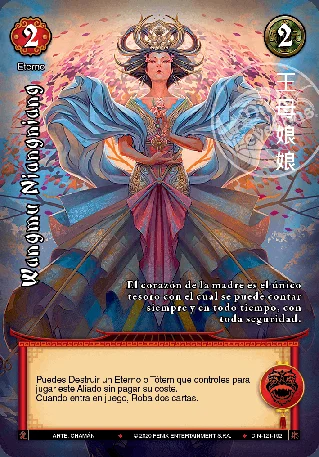 2
2
Eterno
Wangmu Niangniang
王母娘娘
El corazón de la madre es el único
tesoro con el cual se puede contar
siempre y en todo tiempo, con
toda seguridad.
Puedes Destruir un Eterno o Tótem que controles para
jugar este Aliado sin pagar su coste.
Cuando entra en juego, Roba dos cartas.
ARTE: CHAMÁN
©2020 FENIX ENTERTAINMENT S.P.A.